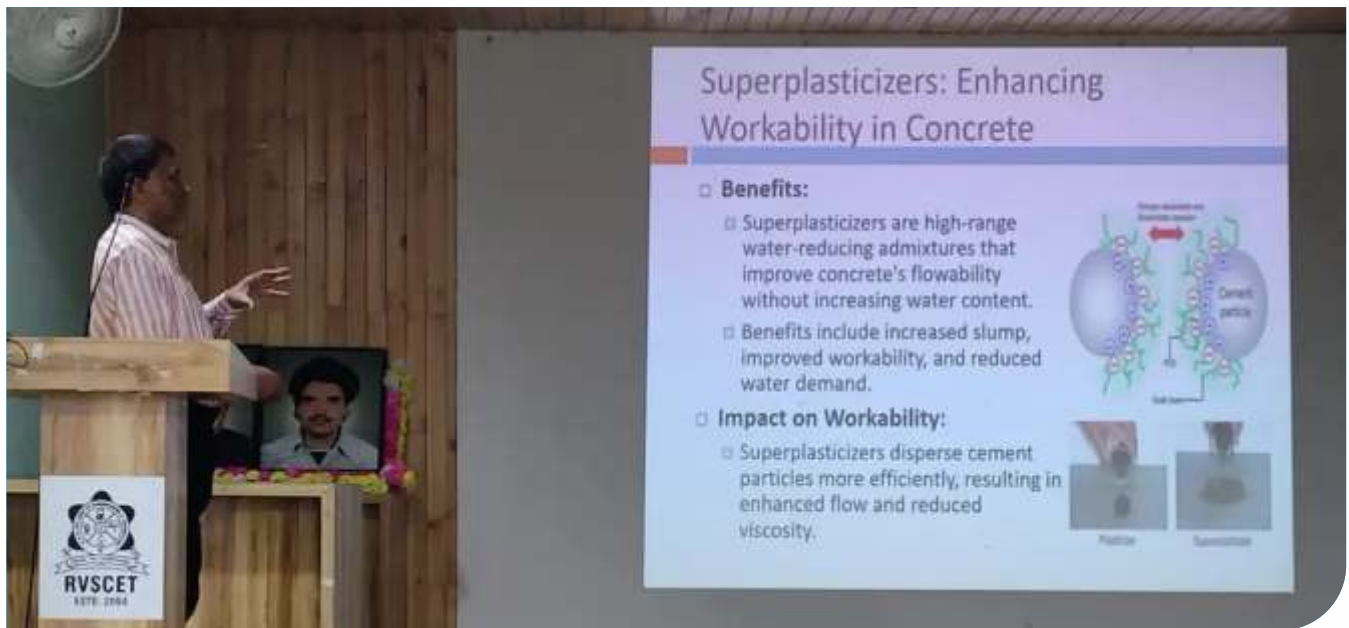 Superplasticizers: Enhancing
Workability in Concrete
Benefits:
Superplasticizers are high-range
water-reducing admixtures that
improve concrete's flowability
without increasing water content.
Benefits include increased slump,
improved workability, and reduced
water demand.
Impact on Workability:
Superplasticizers disperse cement
particles more efficiently, resulting in
enhanced flow and reduced
viscosity.
Cement
particle
RVSCET
ESTD. 2004